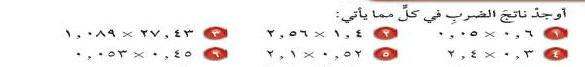 أوجدْ ناتجَ الضربِ في كلٍّ مما يأتي:
١ ٠,٠٥ × ٠,٦ ٢ ٢,٥٦ × ١,٤ ٣ ١,٠٨٩ × ٢٧,٤٣
٤ ٢,٤ × ٠,٣ ٥ ٢,١ × ٠,٥٢ ٦ ٠,٠٥٣ × ٠,٤٥